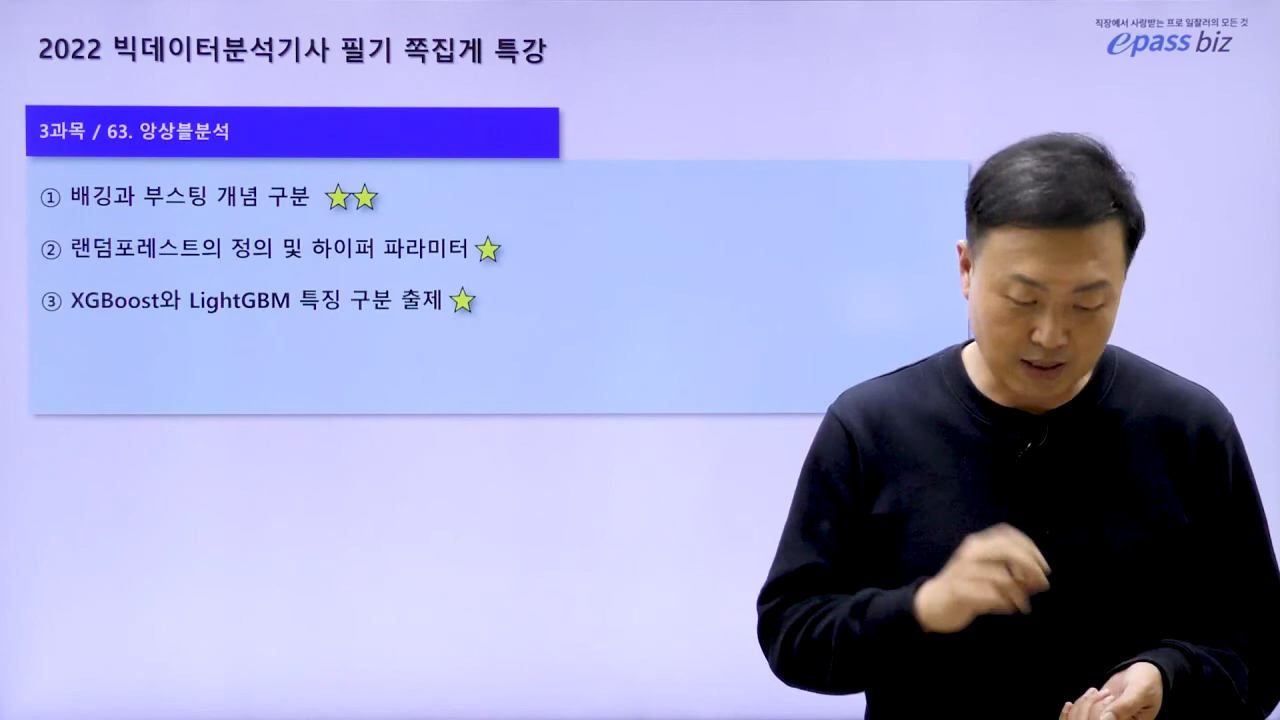 2022 빅데이터분석기사 필기 쪽집게 특강
직장에서 사랑받는 프로 일잘러의 모든 것
epass biz
3과목 / 63. 앙상블분석
① 배깅과 부스팅 개념 구분
② 랜덤포레스트의 정의 및 하이퍼 파라미터
③ XGBoost와 LightGBM 특징 구분 출제